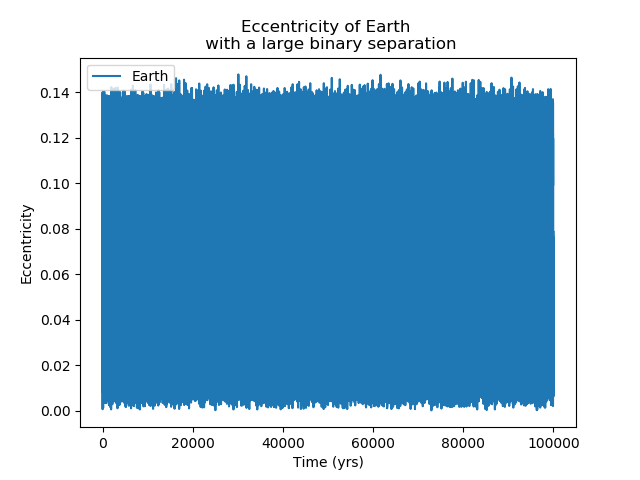 Eccentricity of Earth
with a large binary separation
Earth
Eccentricity
0.14
0.12
0.10
0.08
0.06
0.04
0.02
0.00
0 20000 40000 60000 80000 100000
Time (yrs)